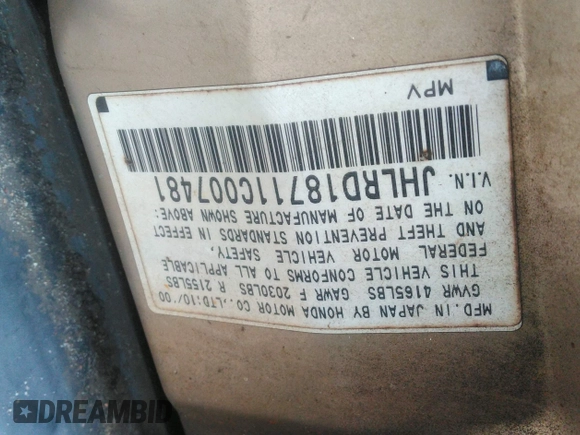 MFD.IN JAPAN BY HONDA MOTOR CO.,LTD:10/'00
GVWR 4165LBS GAWR F 2030LBS R 2155LBS
THIS VEHICLE CONFORMS TO ALL APPLICABLE
FEDERAL MOTOR VEHICLE SAFETY,
AND THEFT PREVENTION STANDARDS IN EFFECT
ON THE DATE OF MANUFACTURE SHOWN ABOVE:
V.I.N. JHLRD18711C007481
MPV
DREAMBID